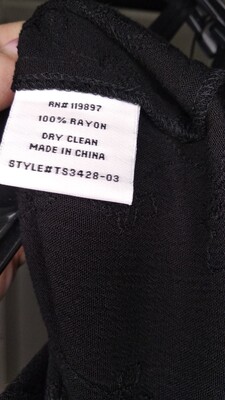 RN# 119897
100% RAYON
DRY CLEAN
MADE IN CHINA
STYLE#TS3428-03